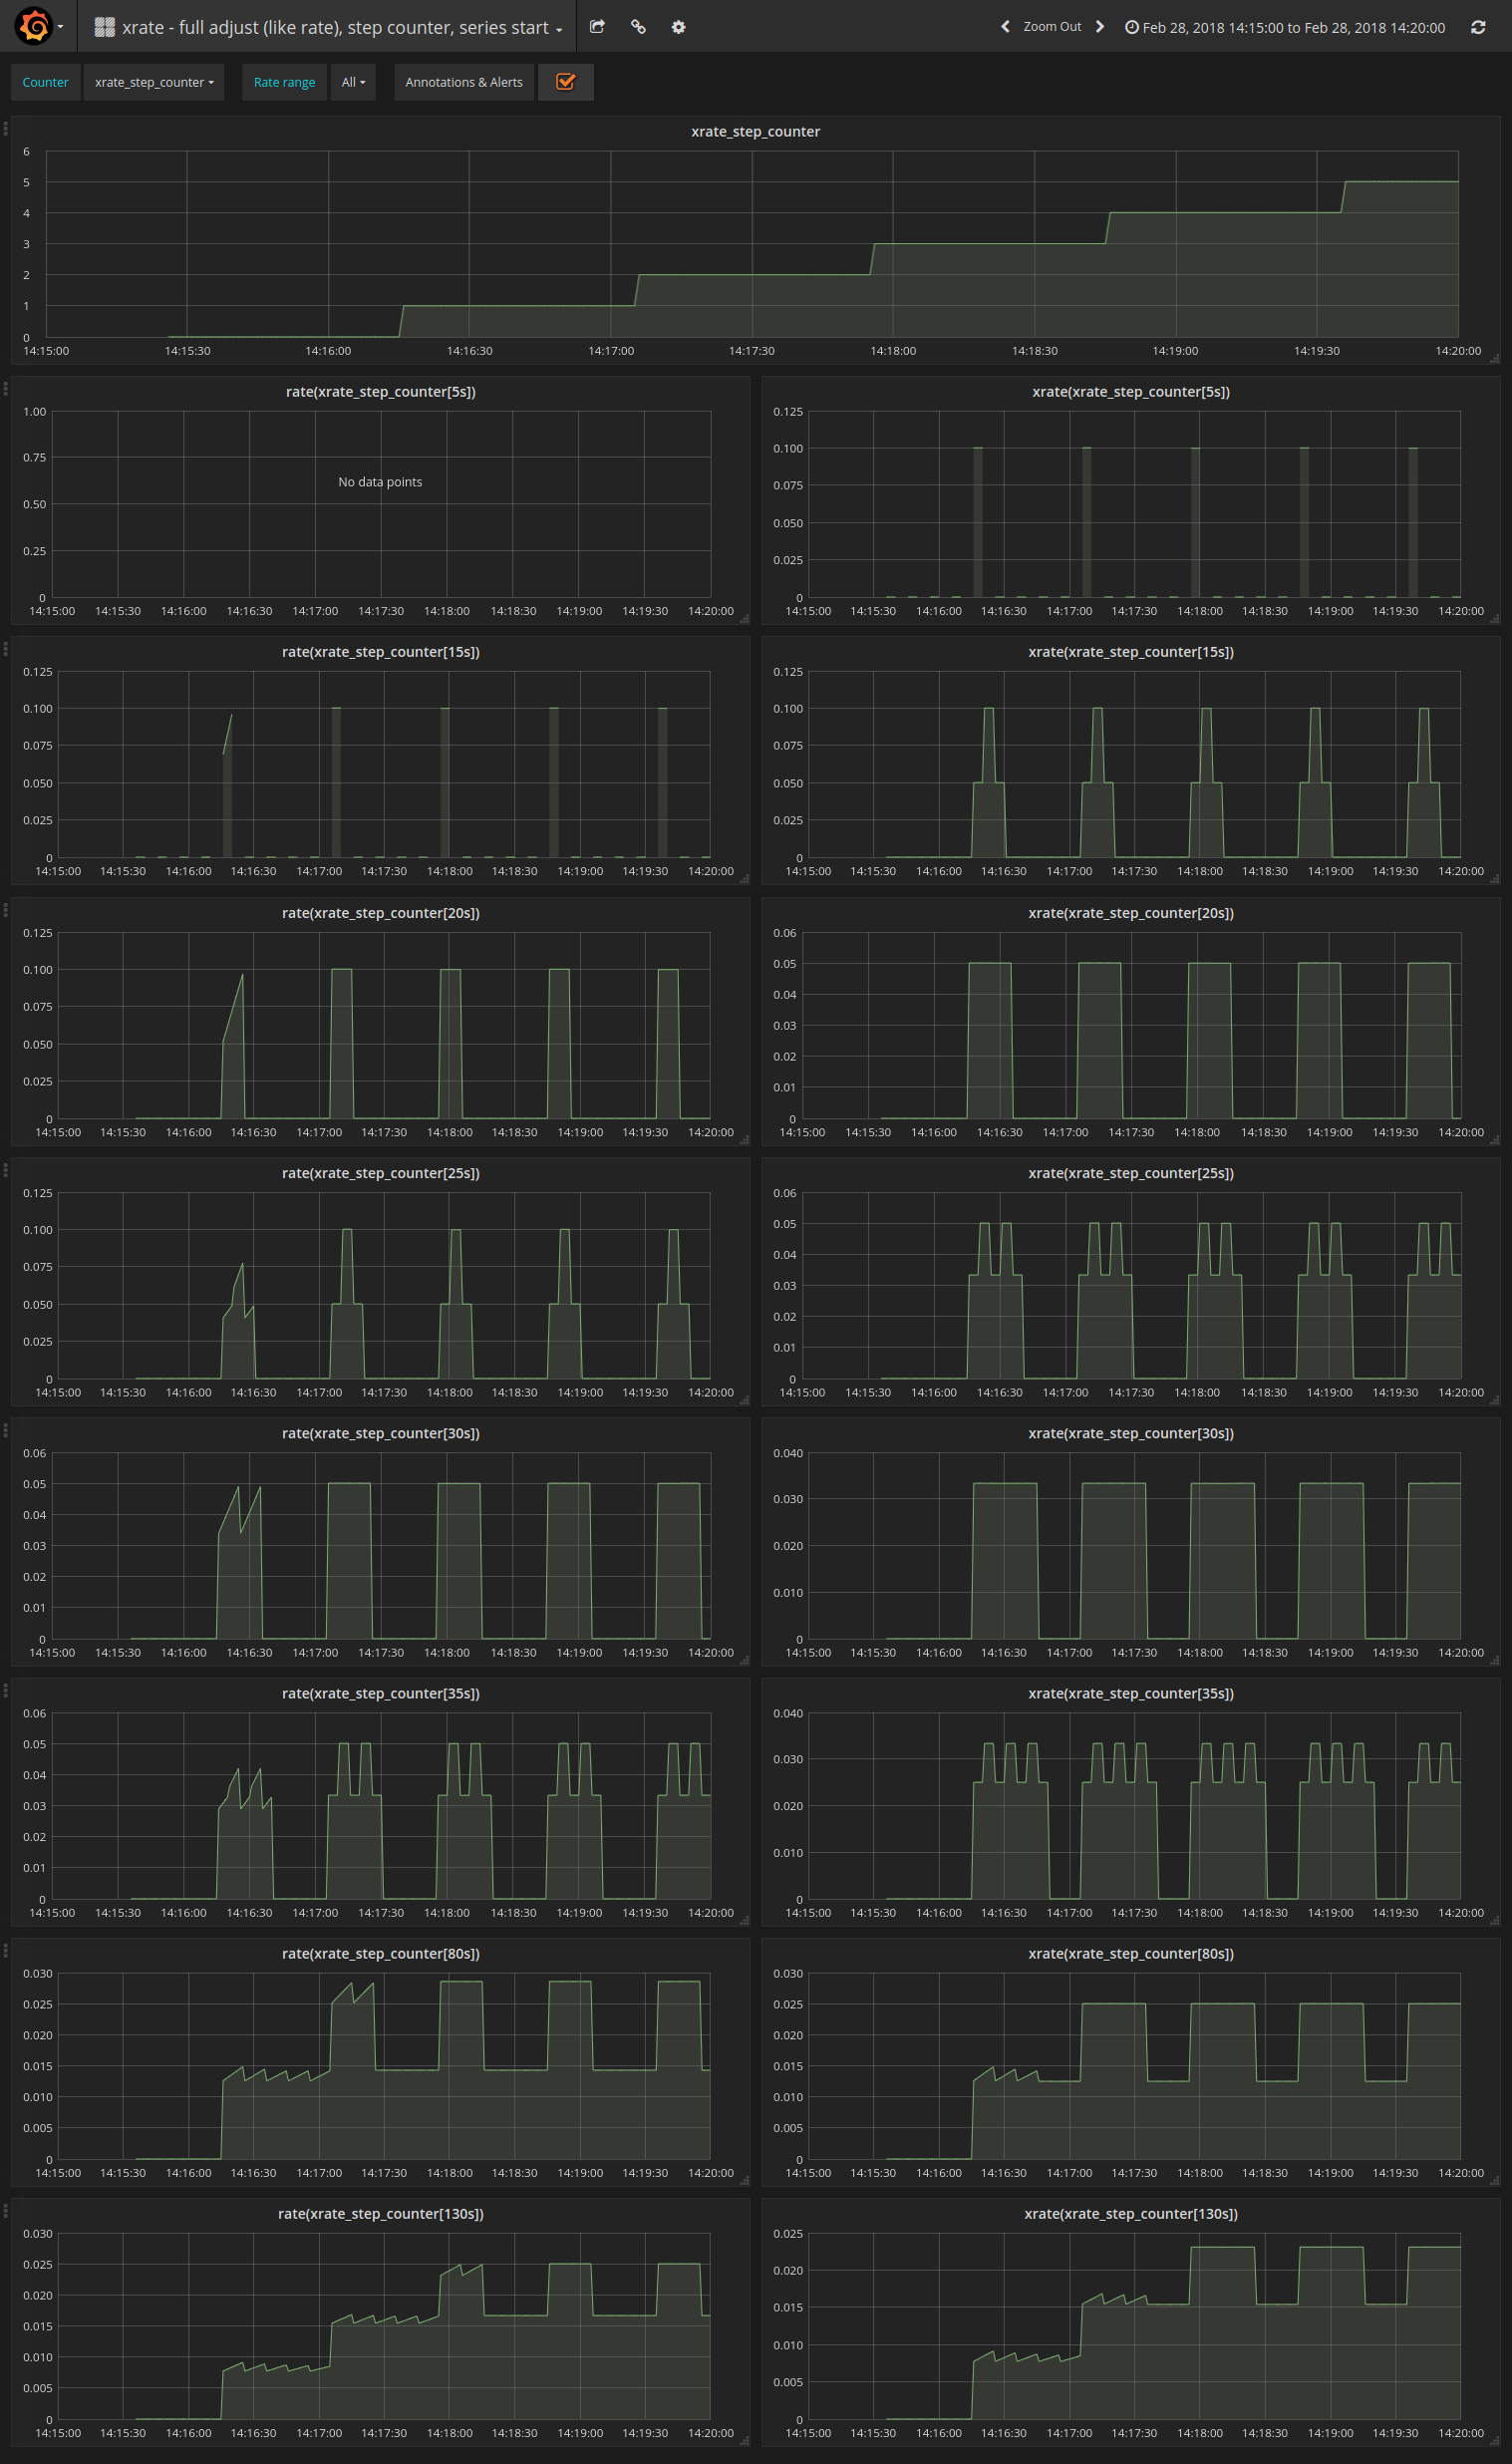 xrate - full adjust (like rate), step counter, series start
Zoom Out
Feb 28, 2018 14:15:00 to Feb 28, 2018 14:20:00
Counter xrate_step_counter Rate range All Annotations & Alerts
xrate_step_counter
6
5
4
3
2
1
0
14:15:00 14:15:30 14:16:00 14:16:30 14:17:00 14:17:30 14:18:00 14:18:30 14:19:00 14:19:30 14:20:00
rate(xrate_step_counter[5s])
1.00
0.75
No data points
0.50
0.25
0
14:15:00 14:15:30 14:16:00 14:16:30 14:17:00 14:17:30 14:18:00 14:18:30 14:19:00 14:19:30 14:20:00
xrate(xrate_step_counter[5s])
0.125
0.100
0.075
0.050
0.025
0
14:15:00 14:15:30 14:16:00 14:16:30 14:17:00 14:17:30 14:18:00 14:18:30 14:19:00 14:19:30 14:20:00
rate(xrate_step_counter[15s])
0.125
0.100
0.075
0.050
0.025
0
14:15:00 14:15:30 14:16:00 14:16:30 14:17:00 14:17:30 14:18:00 14:18:30 14:19:00 14:19:30 14:20:00
xrate(xrate_step_counter[15s])
0.125
0.100
0.075
0.050
0.025
0
14:15:00 14:15:30 14:16:00 14:16:30 14:17:00 14:17:30 14:18:00 14:18:30 14:19:00 14:19:30 14:20:00
rate(xrate_step_counter[20s])
0.125
0.100
0.075
0.050
0.025
0
14:15:00 14:15:30 14:16:00 14:16:30 14:17:00 14:17:30 14:18:00 14:18:30 14:19:00 14:19:30 14:20:00
xrate(xrate_step_counter[20s])
0.06
0.05
0.04
0.03
0.02
0.01
0
14:15:00 14:15:30 14:16:00 14:16:30 14:17:00 14:17:30 14:18:00 14:18:30 14:19:00 14:19:30 14:20:00
rate(xrate_step_counter[25s])
0.125
0.100
0.075
0.050
0.025
0
14:15:00 14:15:30 14:16:00 14:16:30 14:17:00 14:17:30 14:18:00 14:18:30 14:19:00 14:19:30 14:20:00
xrate(xrate_step_counter[25s])
0.06
0.05
0.04
0.03
0.02
0.01
0
14:15:00 14:15:30 14:16:00 14:16:30 14:17:00 14:17:30 14:18:00 14:18:30 14:19:00 14:19:30 14:20:00
rate(xrate_step_counter[30s])
0.06
0.05
0.04
0.03
0.02
0.01
0
14:15:00 14:15:30 14:16:00 14:16:30 14:17:00 14:17:30 14:18:00 14:18:30 14:19:00 14:19:30 14:20:00
xrate(xrate_step_counter[30s])
0.040
0.030
0.020
0.010
0
14:15:00 14:15:30 14:16:00 14:16:30 14:17:00 14:17:30 14:18:00 14:18:30 14:19:00 14:19:30 14:20:00
rate(xrate_step_counter[35s])
0.06
0.05
0.04
0.03
0.02
0.01
0
14:15:00 14:15:30 14:16:00 14:16:30 14:17:00 14:17:30 14:18:00 14:18:30 14:19:00 14:19:30 14:20:00
xrate(xrate_step_counter[35s])
0.040
0.030
0.020
0.010
0
14:15:00 14:15:30 14:16:00 14:16:30 14:17:00 14:17:30 14:18:00 14:18:30 14:19:00 14:19:30 14:20:00
rate(xrate_step_counter[80s])
0.030
0.025
0.020
0.015
0.010
0.005
0
14:15:00 14:15:30 14:16:00 14:16:30 14:17:00 14:17:30 14:18:00 14:18:30 14:19:00 14:19:30 14:20:00
xrate(xrate_step_counter[80s])
0.030
0.025
0.020
0.015
0.010
0.005
0
14:15:00 14:15:30 14:16:00 14:16:30 14:17:00 14:17:30 14:18:00 14:18:30 14:19:00 14:19:30 14:20:00
rate(xrate_step_counter[130s])
0.030
0.025
0.020
0.015
0.010
0.005
0
14:15:00 14:15:30 14:16:00 14:16:30 14:17:00 14:17:30 14:18:00 14:18:30 14:19:00 14:19:30 14:20:00
xrate(xrate_step_counter[130s])
0.025
0.020
0.015
0.010
0.005
0
14:15:00 14:15:30 14:16:00 14:16:30 14:17:00 14:17:30 14:18:00 14:18:30 14:19:00 14:19:30 14:20:00